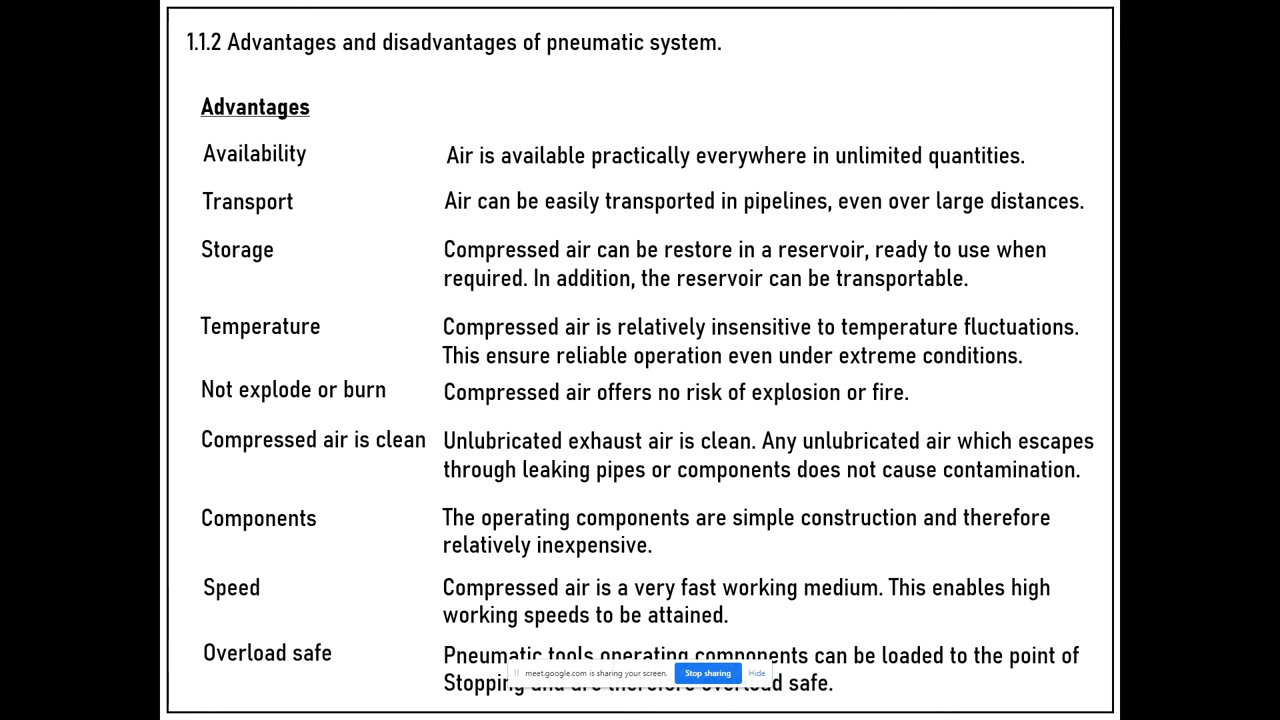 1.1.2 Advantages and disadvantages of pneumatic system.
Advantages
Availability
Air is available practically everywhere in unlimited quantities.
Transport
Air can be easily transported in pipelines, even over large distances.
Storage
Compressed air can be restore in a reservoir, ready to use when
required. In addition, the reservoir can be transportable.
Temperature
Compressed air is relatively insensitive to temperature fluctuations.
This ensure reliable operation even under extreme conditions.
Not explode or burn
Compressed air offers no risk of explosion or fire.
Compressed air is clean
Unlubricated exhaust air is clean. Any unlubricated air which escapes
through leaking pipes or components does not cause contamination.
Components
The operating components are simple construction and therefore
relatively inexpensive.
Speed
Compressed air is a very fast working medium. This enables high
working speeds to be attained.
Overload safe
Pneumatic tools operating components can be loaded to the point of
Stopping and are therefore overload safe.
meet.google.com is sharing your screen.
Stop sharing
Hide